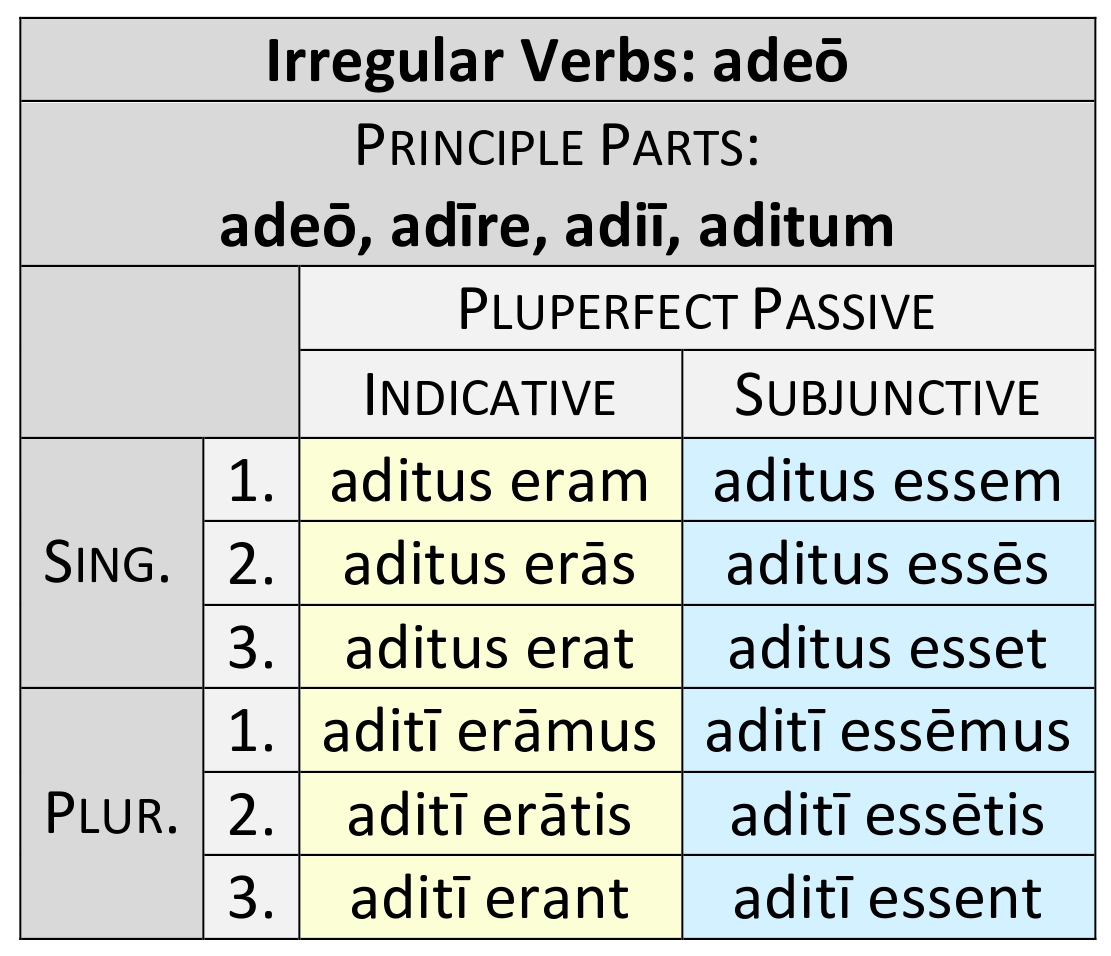 Irregular Verbs: adeō
PRINCIPLE PARTS:
adeō, adīre, adiī, aditum
PLUPERFECT PASSIVE
INDICATIVE SUBJUNCTIVE
SING. 1. aditus eram aditus essem
2. aditus erās aditus essēs
3. aditus erat aditus esset
PLUR. 1. aditī erāmus aditī essēmus
2. aditī erātis aditī essētis
3. aditī erant aditī essent